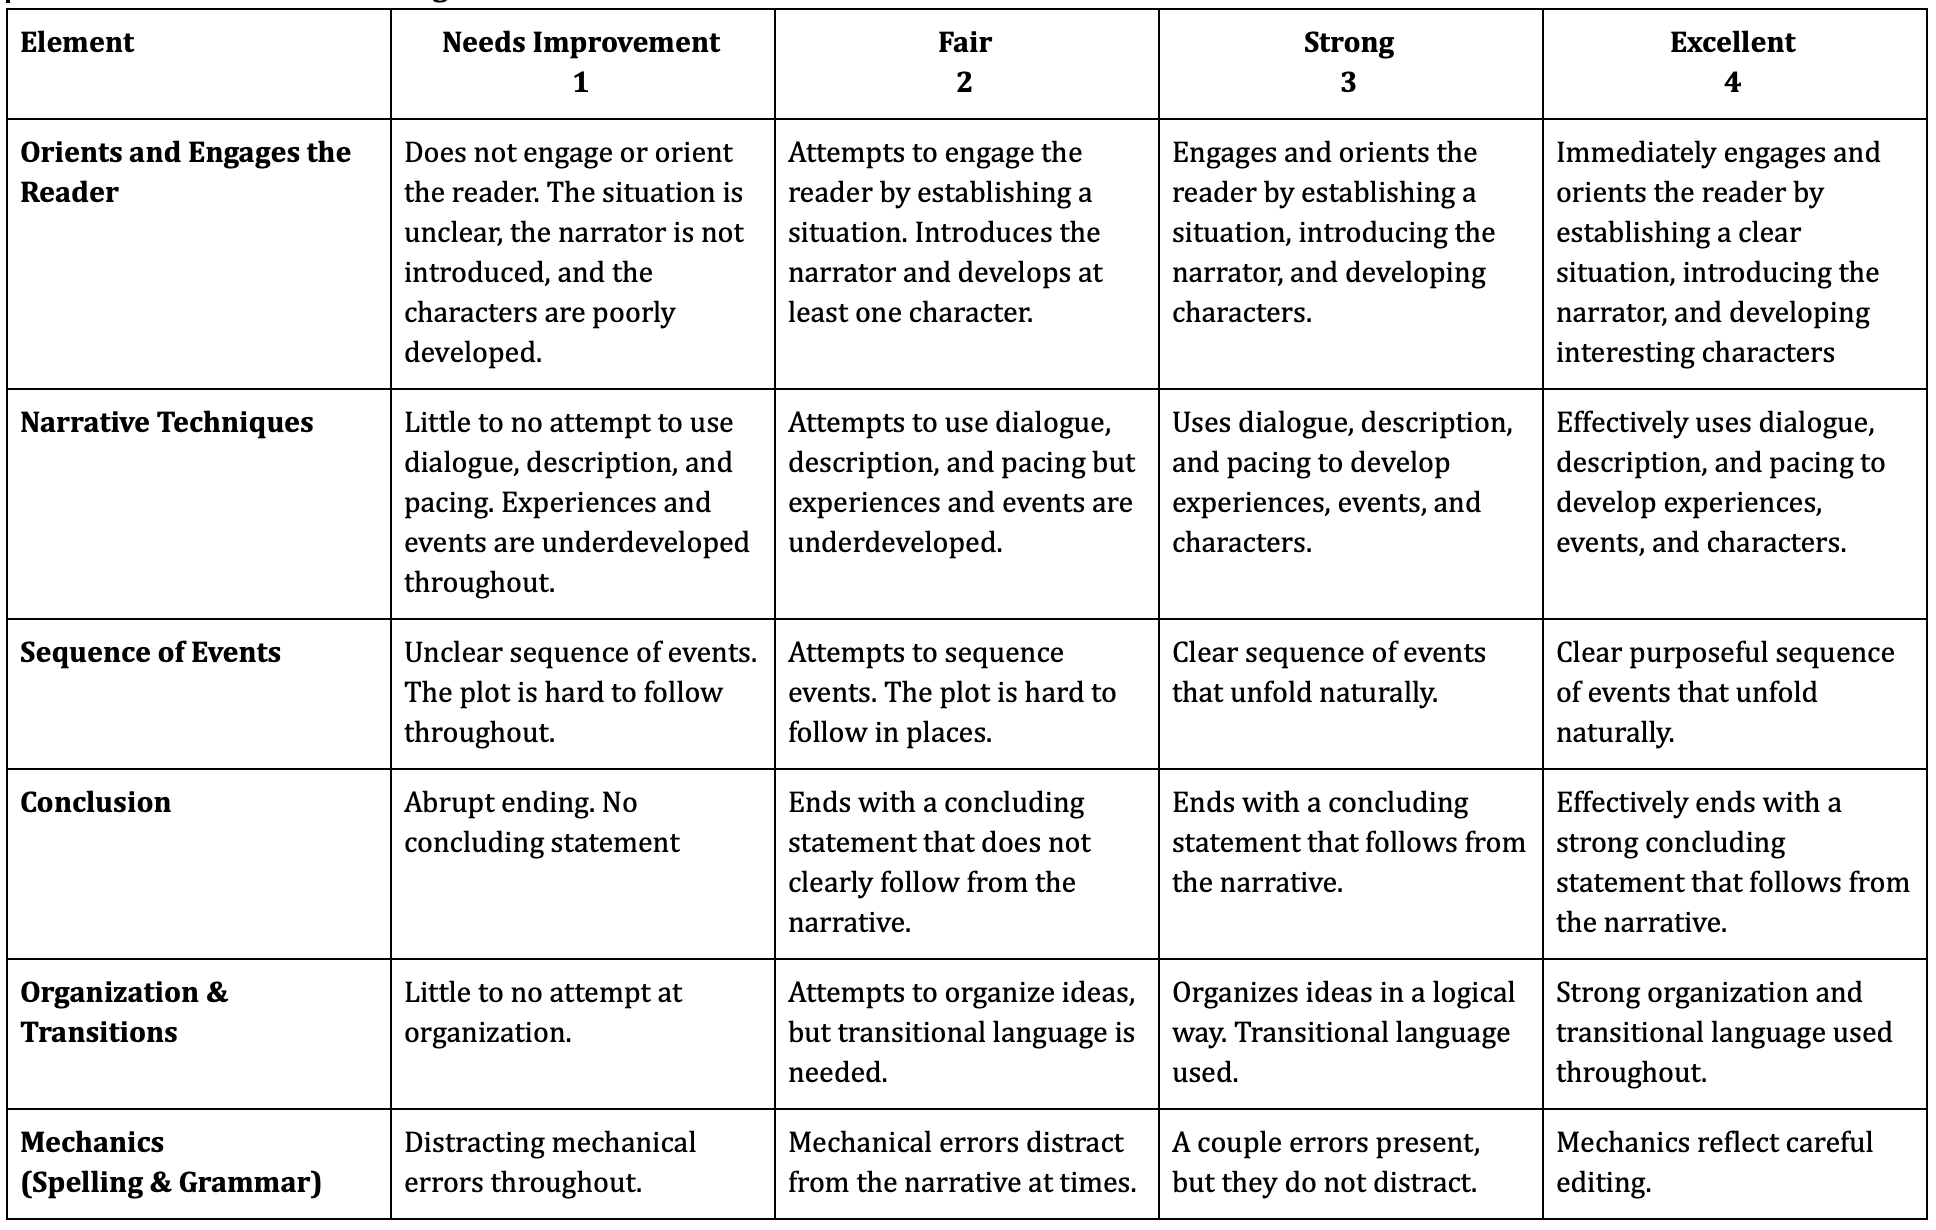 Element
Needs Improvement
1
Fair
2
Strong
3
Excellent
4
Orients and Engages the
Reader
Does not engage or orient
the reader. The situation is
unclear, the narrator is not
introduced, and the
characters are poorly
developed.
Attempts to engage the
reader by establishing a
situation. Introduces the
narrator and develops at
least one character.
Engages and orients the
reader by establishing a
situation, introducing the
narrator, and developing
characters.
Immediately engages and
orients the reader by
establishing a clear
situation, introducing the
narrator, and developing
interesting characters
Narrative Techniques
Little to no attempt to use
dialogue, description, and
pacing. Experiences and
events are underdeveloped
throughout.
Attempts to use dialogue,
description, and pacing but
experiences and events are
underdeveloped.
Uses dialogue, description,
and pacing to develop
experiences, events, and
characters.
Effectively uses dialogue,
description, and pacing to
develop experiences,
events, and characters.
Sequence of Events
Unclear sequence of events.
The plot is hard to follow
throughout.
Attempts to sequence
events. The plot is hard to
follow in places.
Clear sequence of events
that unfold naturally.
Clear purposeful sequence
of events that unfold
naturally.
Conclusion
Abrupt ending. No
concluding statement
Ends with a concluding
statement that does not
clearly follow from the
narrative.
Ends with a concluding
statement that follows from
the narrative.
Effectively ends with a
strong concluding
statement that follows from
the narrative.
Organization &
Transitions
Little to no attempt at
organization.
Attempts to organize ideas,
but transitional language is
needed.
Organizes ideas in a logical
way. Transitional language
used.
Strong organization and
transitional language used
throughout.
Mechanics
(Spelling & Grammar)
Distracting mechanical
errors throughout.
Mechanical errors distract
from the narrative at times.
A couple errors present,
but they do not distract.
Mechanics reflect careful
editing.